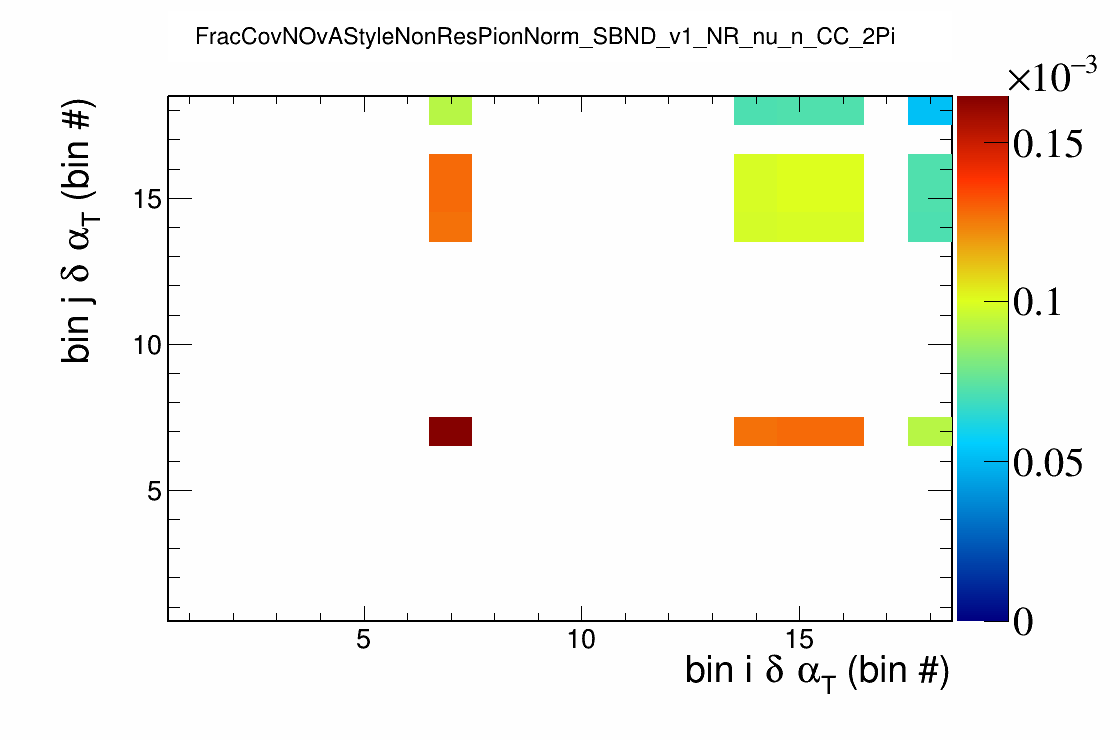 FracCovNOvAStyleNonResPionNorm_SBND_v1_NR_nu_n_CC_2Pi
×10⁻³
bin j δ α_T (bin #)
15
10
5
0.15
0.1
0.05
0
5 10 15
bin i δ α_T (bin #)